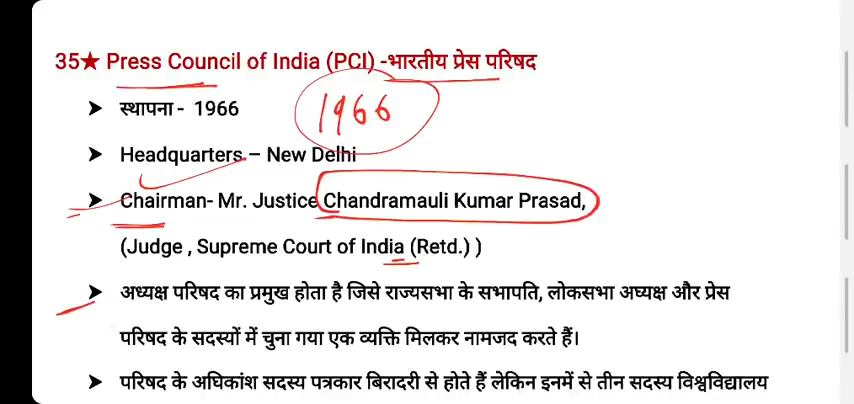 35★ Press Council of India (PCI) -भारतीय प्रेस परिषद
➤ स्थापना - 1966
1966
➤ Headquarters – New Delhi
➤ Chairman- Mr. Justice Chandramauli Kumar Prasad,
(Judge , Supreme Court of India (Retd.) )
➤ अध्यक्ष परिषद का प्रमुख होता है जिसे राज्यसभा के सभापति, लोकसभा अघ्यक्ष और प्रेस
परिषद के सदस्यों में चुना गया एक व्यक्ति मिलकर नामजद करते हैं।
➤ परिषद के अधिकांश सदस्य पत्रकार बिरादरी से होते हैं लेकिन इनमें से तीन सदस्य विश्वविद्यालय